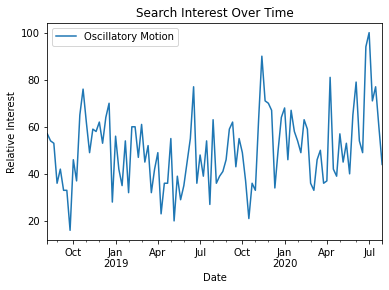 Search Interest Over Time
Oscillatory Motion
Relative Interest
100
80
60
40
20
Oct
Jan
2019
Apr
Jul
Oct
Jan
2020
Apr
Jul
Date